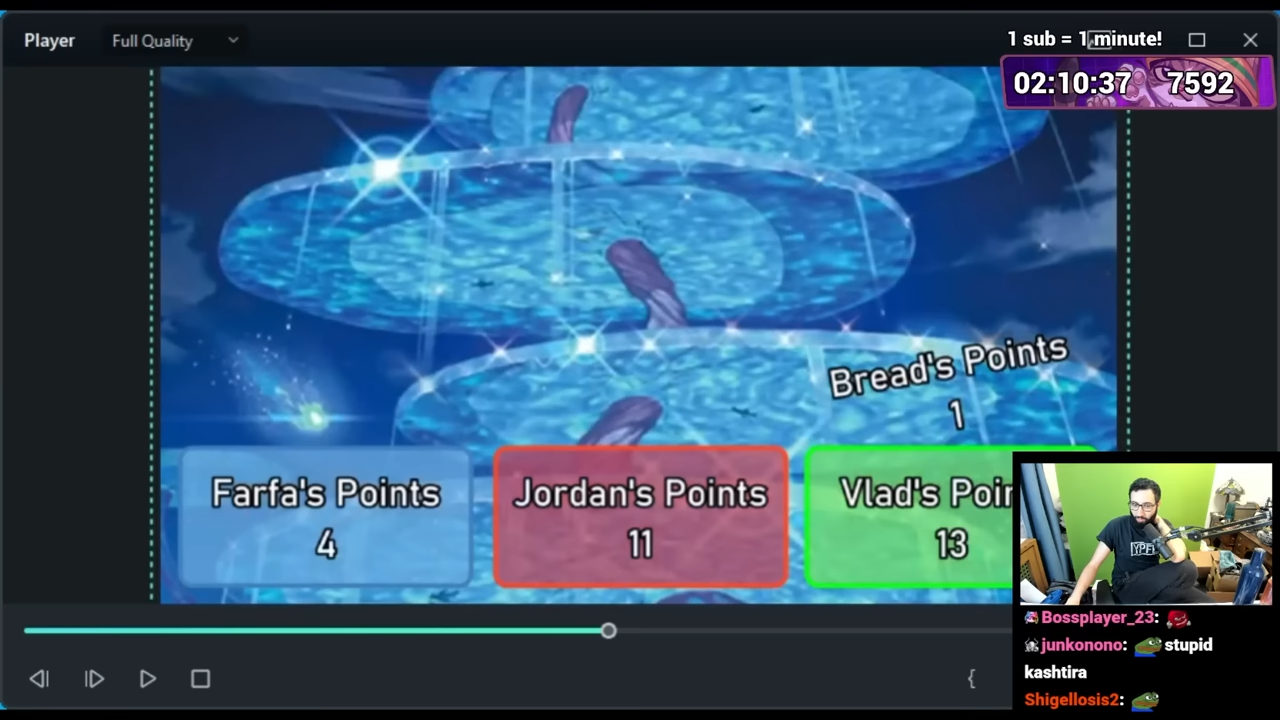 Player
Full Quality
1 sub = 1 minute!
02:10:37 7592
Bread's Points
1
Farfa's Points
4
Jordan's Points
11
Vlad's Poin
13
Bossplayer_23:
junkonono: stupid
kashtira
Shigellosis2: